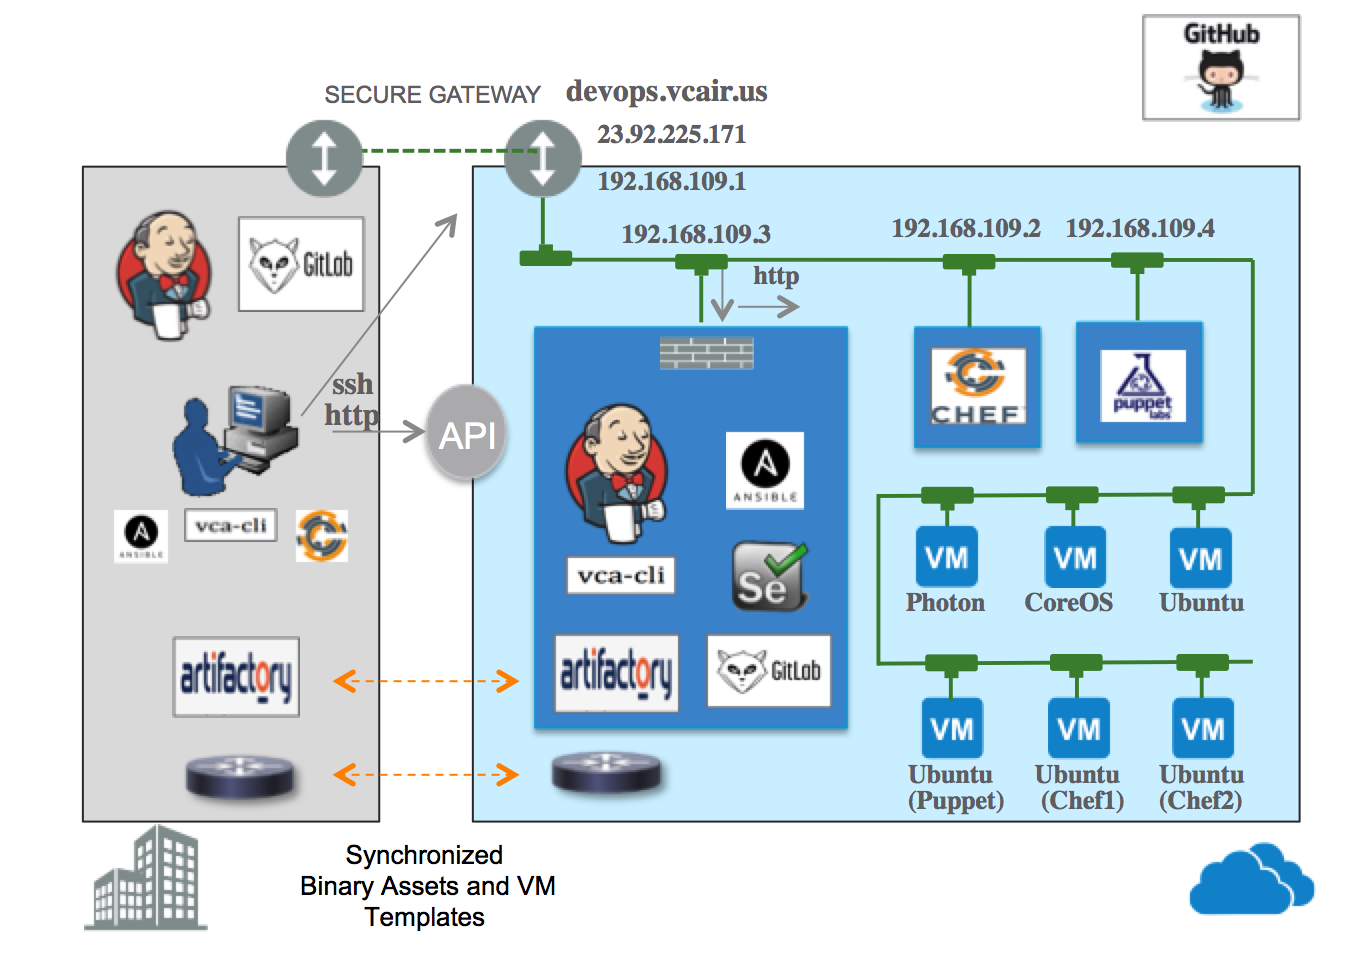 GitHub
SECURE GATEWAY
devops.vcair.us
23.92.225.171
192.168.109.1
192.168.109.3
192.168.109.2
192.168.109.4
http
GitLab
ssh
http
API
CHEF
puppet
labs
ANSIBLE
ANSIBLE
vca-cli
vca-cli
Se
VM
VM
VM
Photon
CoreOS
Ubuntu
artifactory
artifactory
GitLab
VM
VM
VM
Ubuntu
(Puppet)
Ubuntu
(Chef1)
Ubuntu
(Chef2)
Synchronized
Binary Assets and VM
Templates